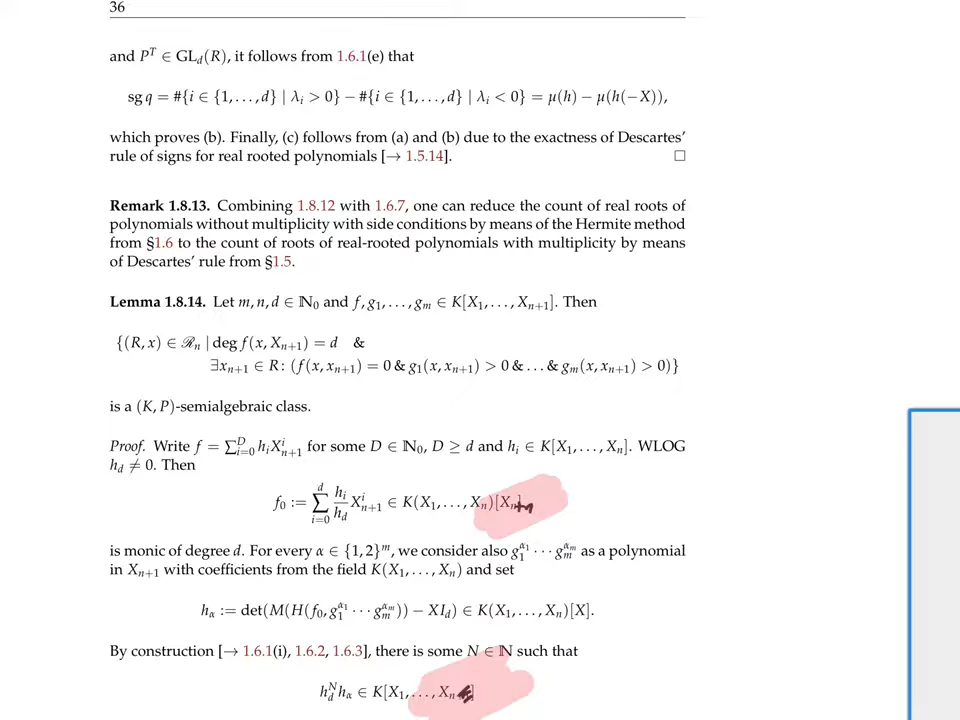 36
and P^T ∈ GL_d(R), it follows from 1.6.1(e) that
sg q = #{i ∈ {1, . . . , d} | λ_i > 0} − #{i ∈ {1, . . . , d} | λ_i < 0} = μ(h) − μ(h(−X)),
which proves (b). Finally, (c) follows from (a) and (b) due to the exactness of Descartes'
rule of signs for real rooted polynomials [→ 1.5.14]. □
Remark 1.8.13. Combining 1.8.12 with 1.6.7, one can reduce the count of real roots of
polynomials without multiplicity with side conditions by means of the Hermite method
from §1.6 to the count of roots of real-rooted polynomials with multiplicity by means
of Descartes' rule from §1.5.
Lemma 1.8.14. Let m, n, d ∈ ℕ_0 and f, g_1, . . . , g_m ∈ K[X_1, . . . , X_{n+1}]. Then
{(R, x) ∈ ℛ_n | deg f(x, X_{n+1}) = d &
∃x_{n+1} ∈ R : (f(x, x_{n+1}) = 0 & g_1(x, x_{n+1}) > 0 & . . . & g_m(x, x_{n+1}) > 0)}
is a (K, P)-semialgebraic class.
Proof. Write f = ∑_{i=0}^D h_i X_{n+1}^i for some D ∈ ℕ_0, D ≥ d and h_i ∈ K[X_1, . . . , X_n]. WLOG
h_d ≠ 0. Then
f_0 := ∑_{i=0}^d \frac{h_i}{h_d} X_{n+1}^i ∈ K(X_1, . . . , X_n)[X_{n+1}]
is monic of degree d. For every α ∈ {1, 2}^m, we consider also g_1^{α_1} · · · g_m^{α_m} as a polynomial
in X_{n+1} with coefficients from the field K(X_1, . . . , X_n) and set
h_α := det(M(H(f_0, g_1^{α_1} · · · g_m^{α_m})) − XI_d) ∈ K(X_1, . . . , X_n)[X].
By construction [→ 1.6.1(i), 1.6.2, 1.6.3], there is some N ∈ ℕ such that
h_d^N h_α ∈ K[X_1, . . . , X_n